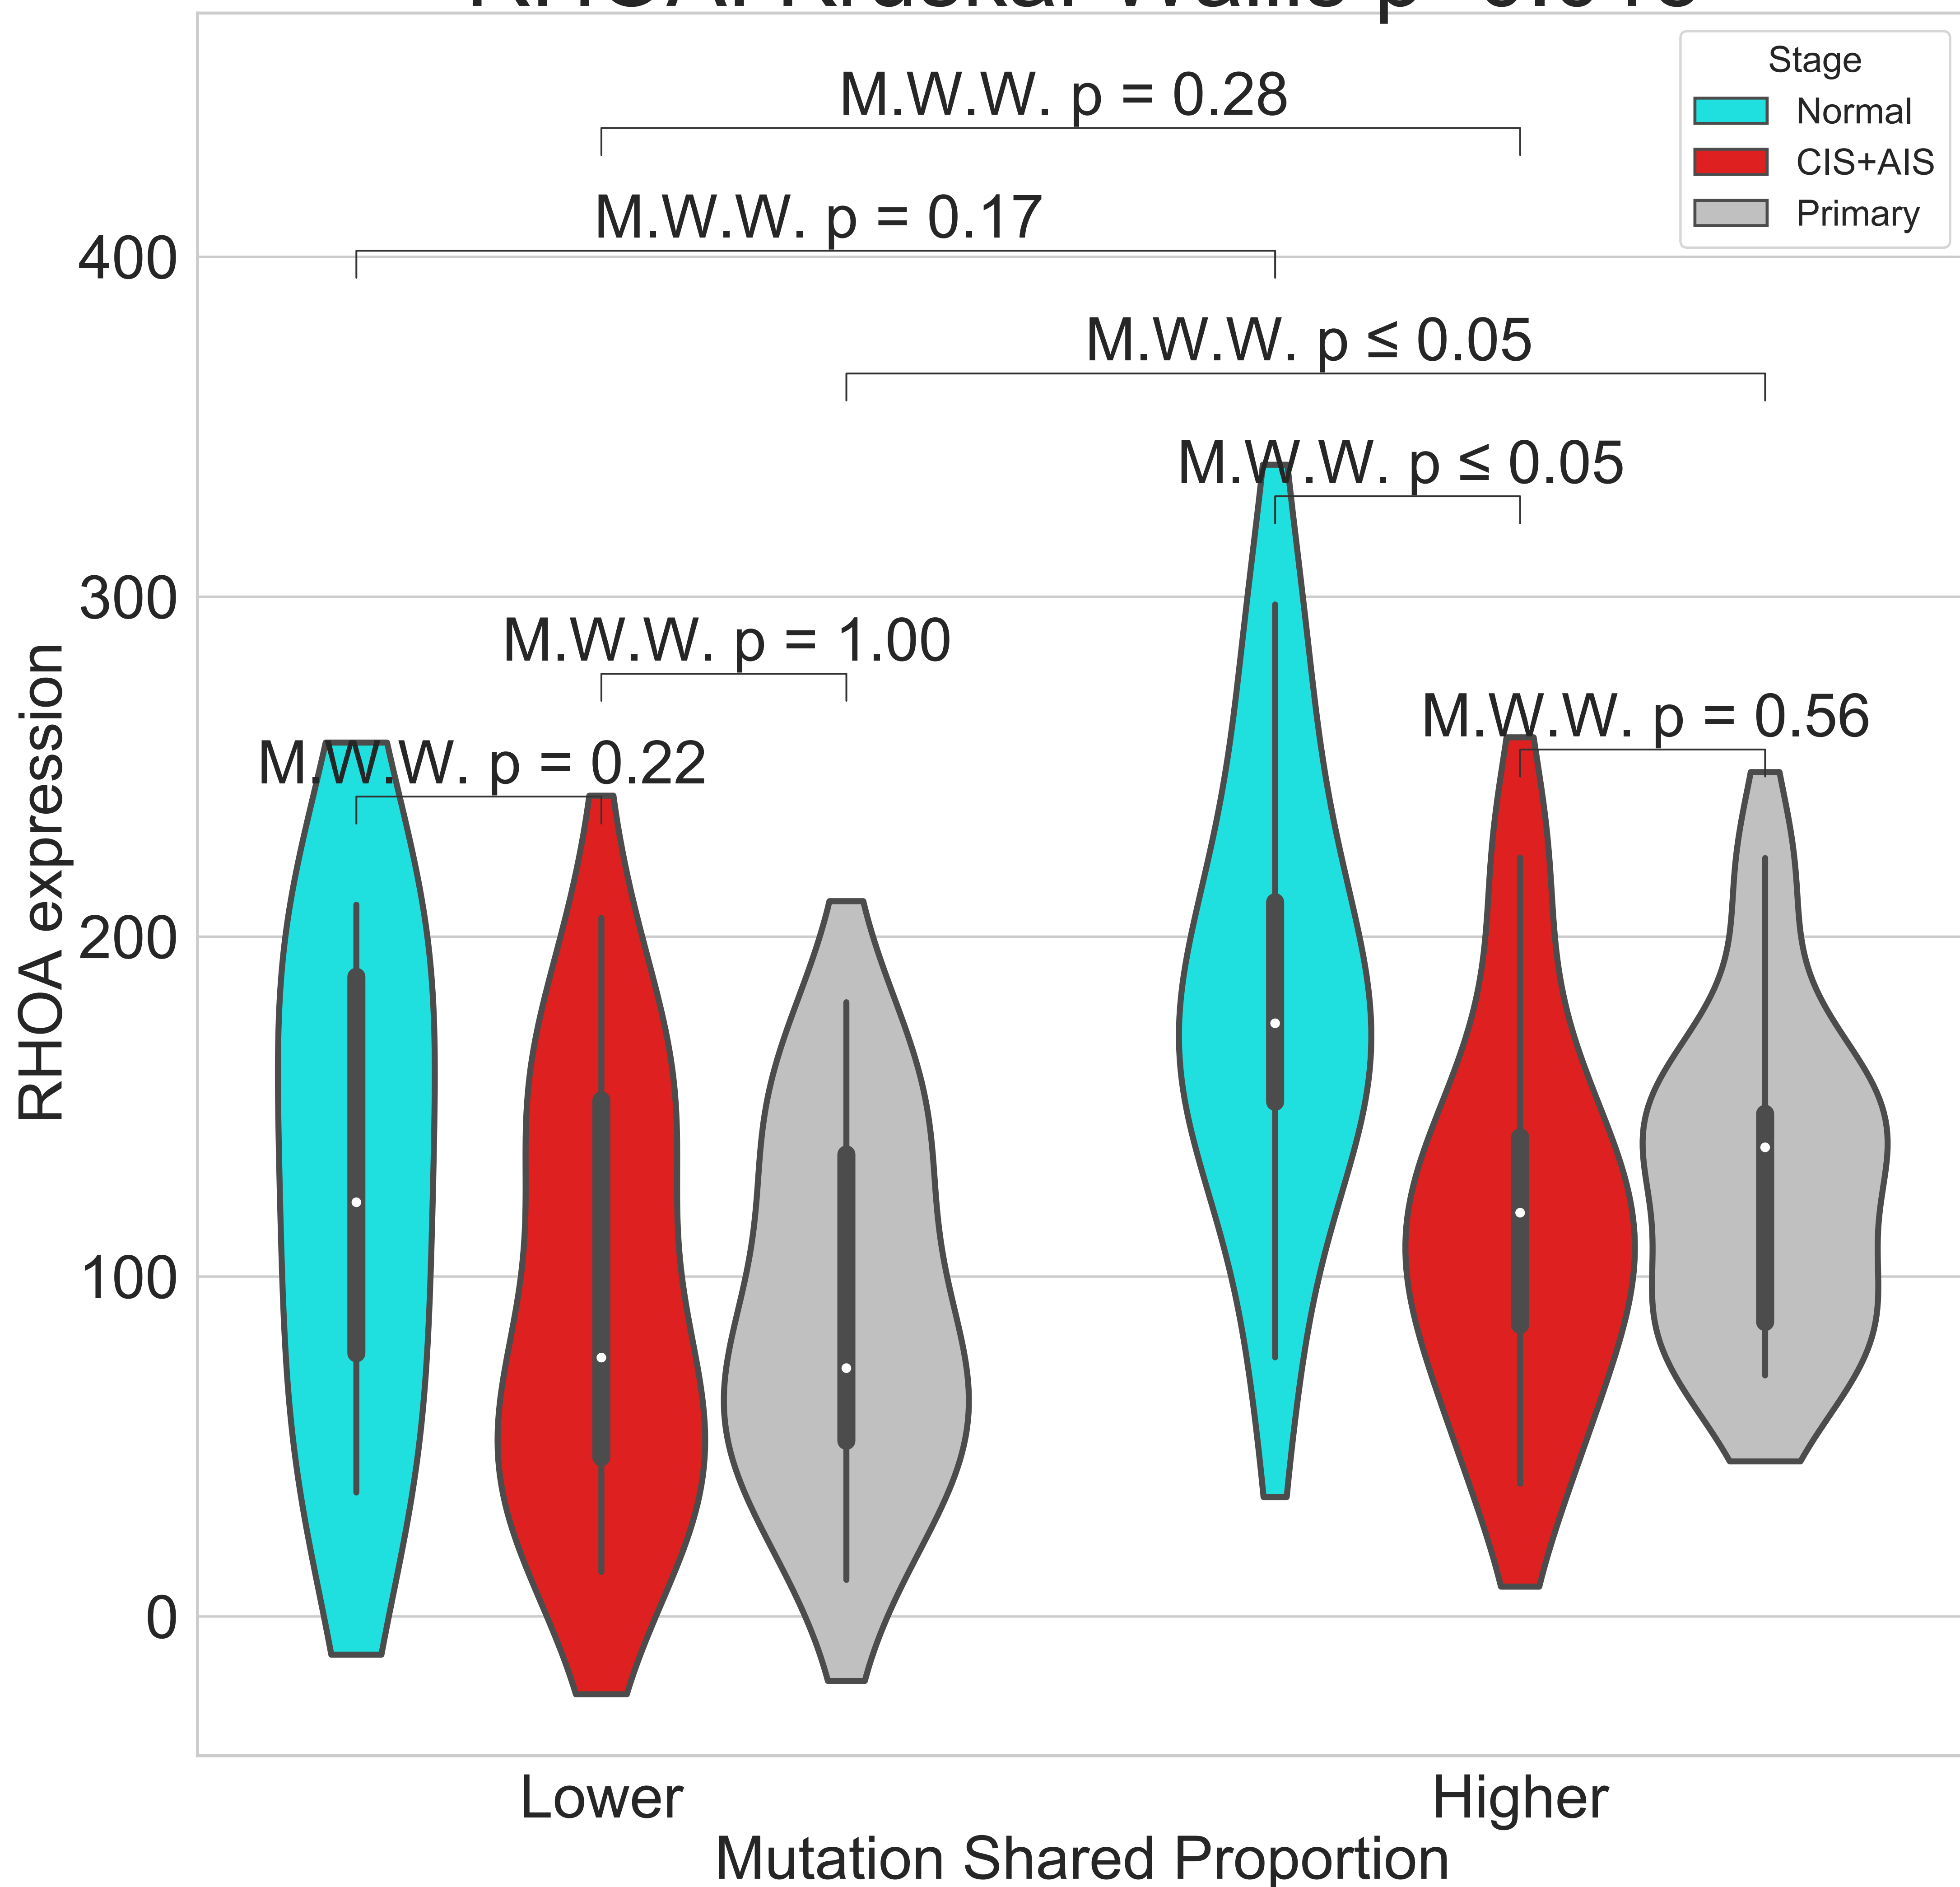 Stage
Normal
CIS+AIS
Primary
M.W.W. p = 0.28
M.W.W. p = 0.17
M.W.W. p ≤ 0.05
M.W.W. p ≤ 0.05
M.W.W. p = 1.00
M.W.W. p = 0.56
M.W.W. p = 0.22
400
300
200
100
0
RHOA expression
Lower
Higher
Mutation Shared Proportion